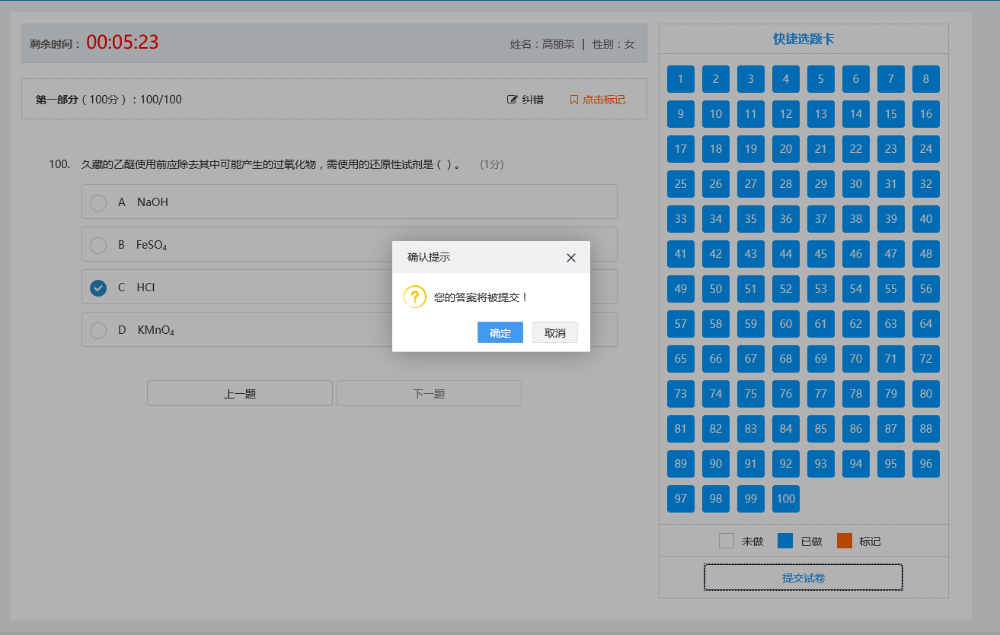 剩余时间： 00:05:23
姓名：高丽荣 | 性别：女
第一部分（100分）：100/100
纠错 点击标记
100. 久藏的乙醚使用前应除去其中可能产生的过氧化物，需使用的还原性试剂是（ ）。 (1分)
A NaOH
B FeSO₄
C HCl
D KMnO₄
上一题 下一题
确认提示
?
您的答案将被提交！
确定 取消
快捷选题卡
1 2 3 4 5 6 7 8
9 10 11 12 13 14 15 16
17 18 19 20 21 22 23 24
25 26 27 28 29 30 31 32
33 34 35 36 37 38 39 40
41 42 43 44 45 46 47 48
49 50 51 52 53 54 55 56
57 58 59 60 61 62 63 64
65 66 67 68 69 70 71 72
73 74 75 76 77 78 79 80
81 82 83 84 85 86 87 88
89 90 91 92 93 94 95 96
97 98 99 100
未做 已做 标记
提交试卷